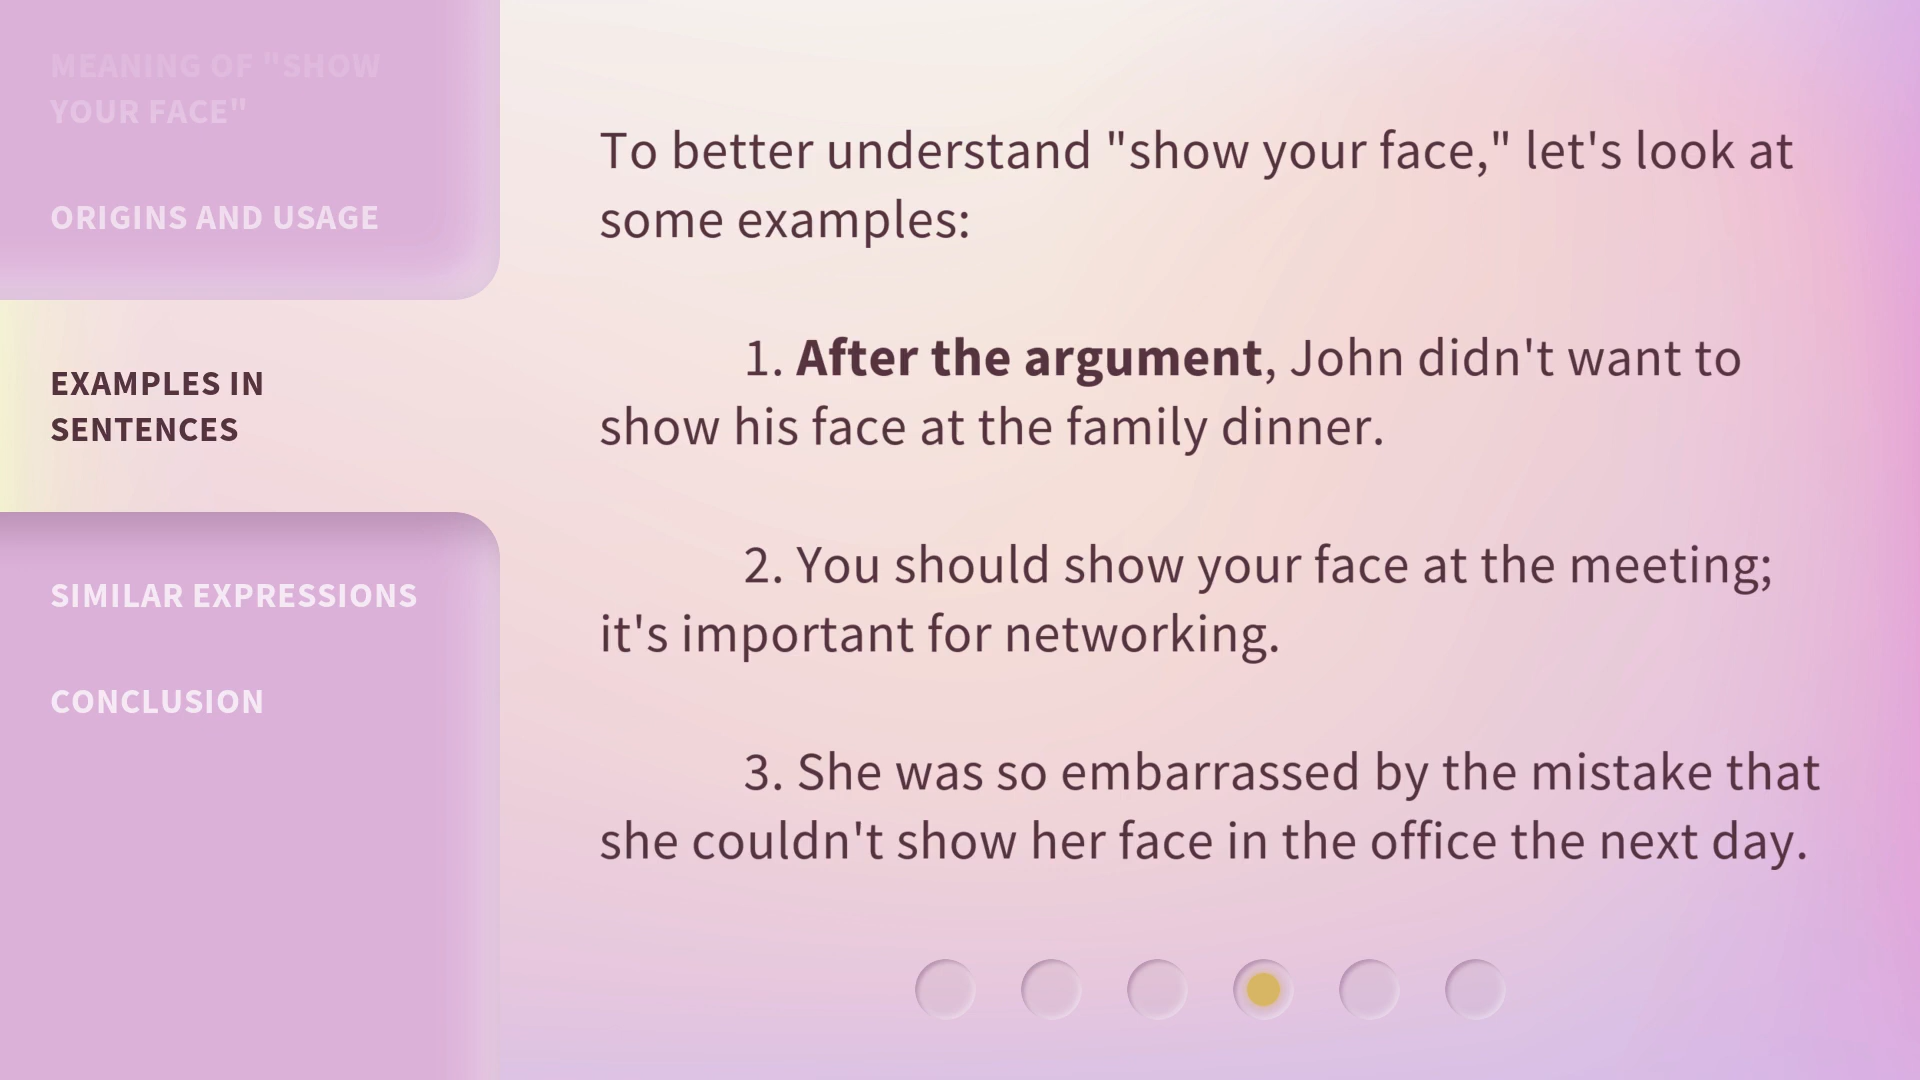 MEANING OF "SHOW
YOUR FACE"
ORIGINS AND USAGE
EXAMPLES IN
SENTENCES
SIMILAR EXPRESSIONS
CONCLUSION
To better understand "show your face," let's look at
some examples:
1. After the argument, John didn't want to
show his face at the family dinner.
2. You should show your face at the meeting;
it's important for networking.
3. She was so embarrassed by the mistake that
she couldn't show her face in the office the next day.